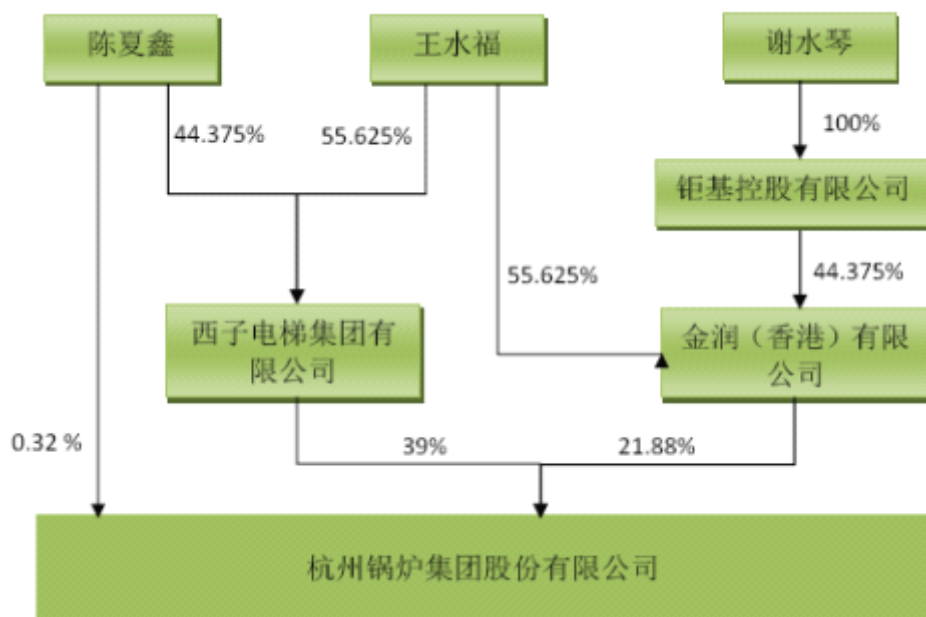 陈夏鑫
王水福
谢水琴
44.375%
55.625%
100%
钜基控股有限公司
55.625%
44.375%
西子电梯集团有
限公司
金润（香港）有限
公司
0.32 %
39%
21.88%
杭州锅炉集团股份有限公司